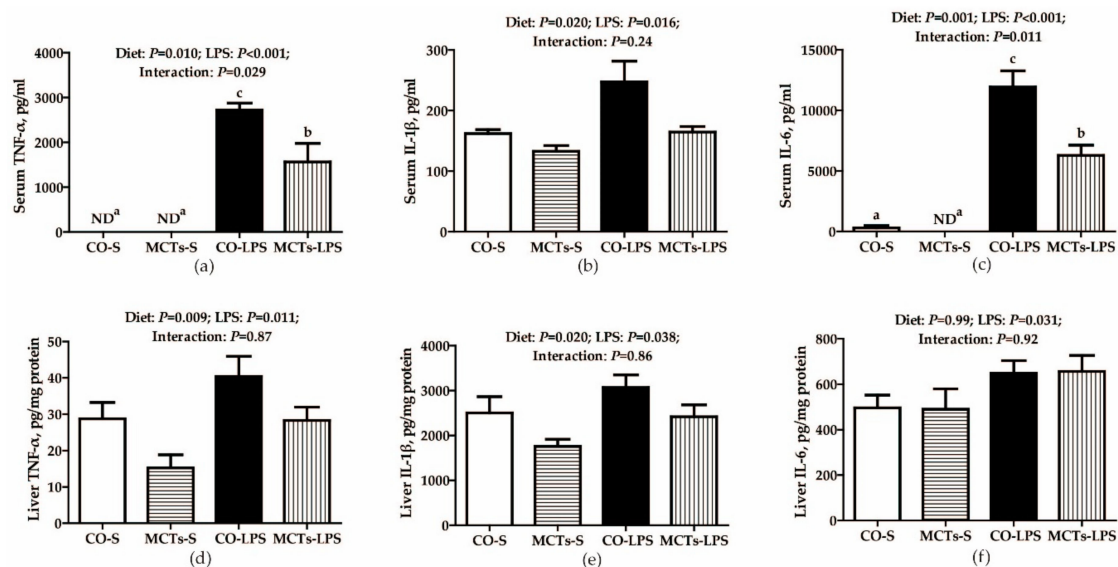 Diet: P=0.010; LPS: P<0.001;
Interaction: P=0.029
Serum TNF-α, pg/ml
4000
3000
2000
1000
0
NDa
NDa
c
b
CO-S MCTs-S CO-LPS MCTs-LPS
(a)
Diet: P=0.020; LPS: P=0.016;
Interaction: P=0.24
Serum IL-1β, pg/ml
300
200
100
0
CO-S MCTs-S CO-LPS MCTs-LPS
(b)
Diet: P=0.001; LPS: P<0.001;
Interaction: P=0.011
Serum IL-6, pg/ml
15000
10000
5000
0
a
NDa
c
b
CO-S MCTs-S CO-LPS MCTs-LPS
(c)
Diet: P=0.009; LPS: P=0.011;
Interaction: P=0.87
Liver TNF-α, pg/mg protein
50
40
30
20
10
0
CO-S MCTs-S CO-LPS MCTs-LPS
(d)
Diet: P=0.020; LPS: P=0.038;
Interaction: P=0.86
Liver IL-1β, pg/mg protein
4000
3000
2000
1000
0
CO-S MCTs-S CO-LPS MCTs-LPS
(e)
Diet: P=0.99; LPS: P=0.031;
Interaction: P=0.92
Liver IL-6, pg/mg protein
800
600
400
200
0
CO-S MCTs-S CO-LPS MCTs-LPS
(f)